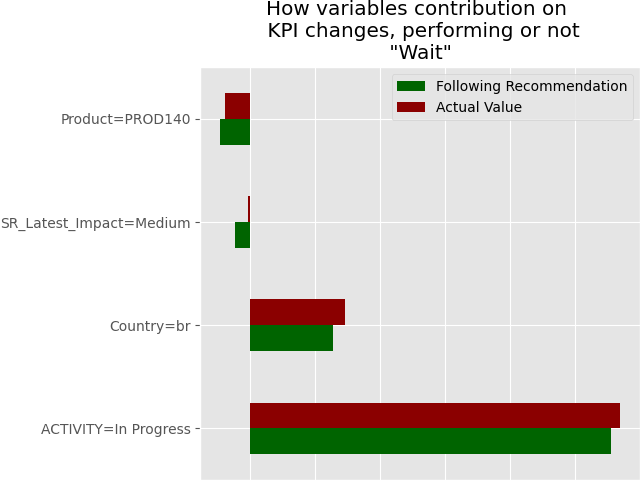 How variables contribution on
KPI changes, performing or not
"Wait"
Following Recommendation
Actual Value
Product=PROD140
SR_Latest_Impact=Medium
Country=br
ACTIVITY=In Progress